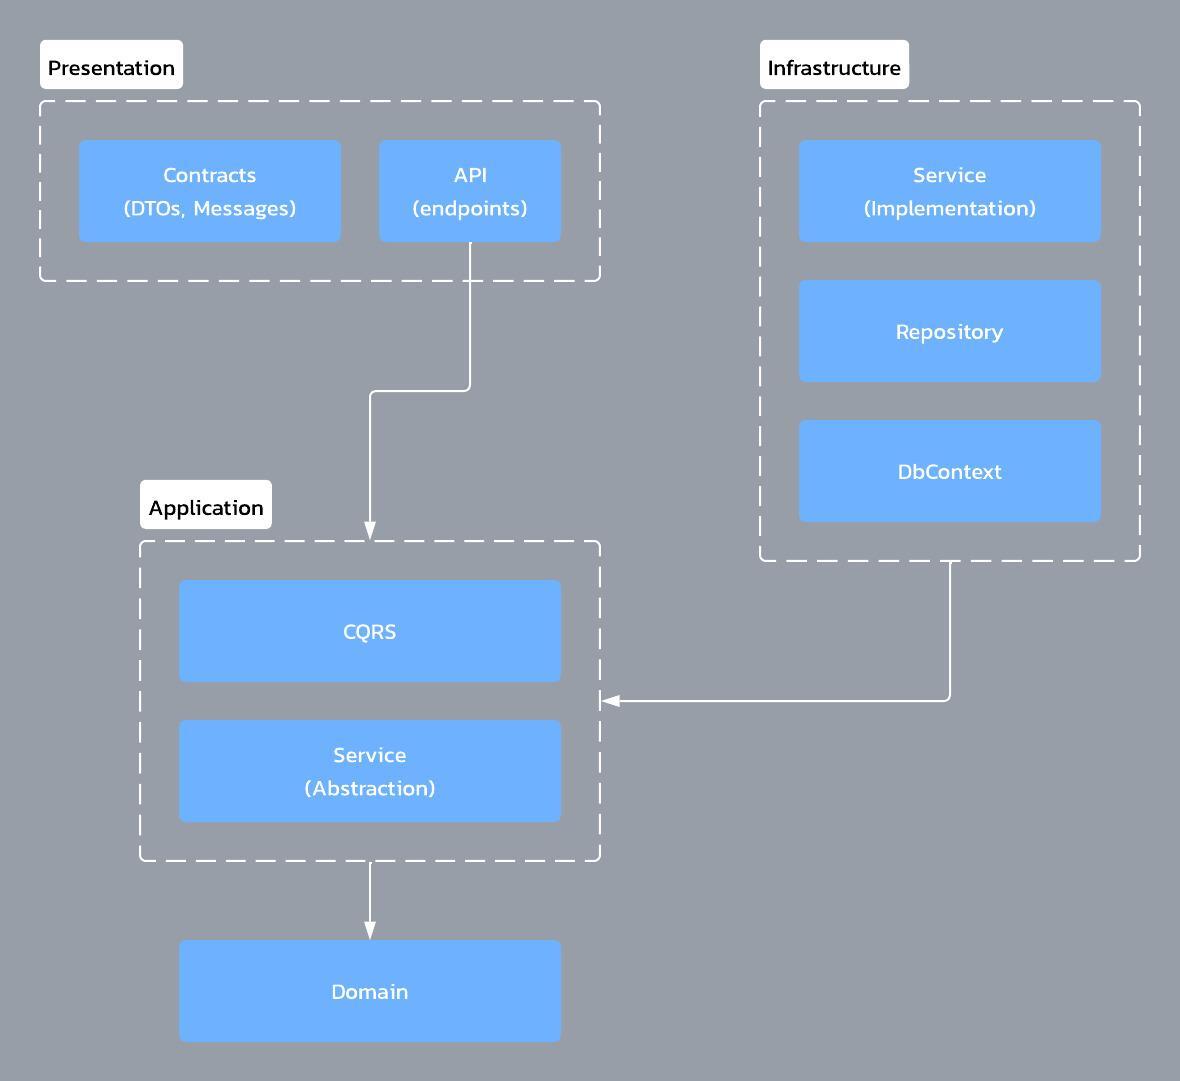 Presentation
Contracts
(DTOs, Messages)
API
(endpoints)
Infrastructure
Service
(Implementation)
Repository
DbContext
Application
CQRS
Service
(Abstraction)
Domain